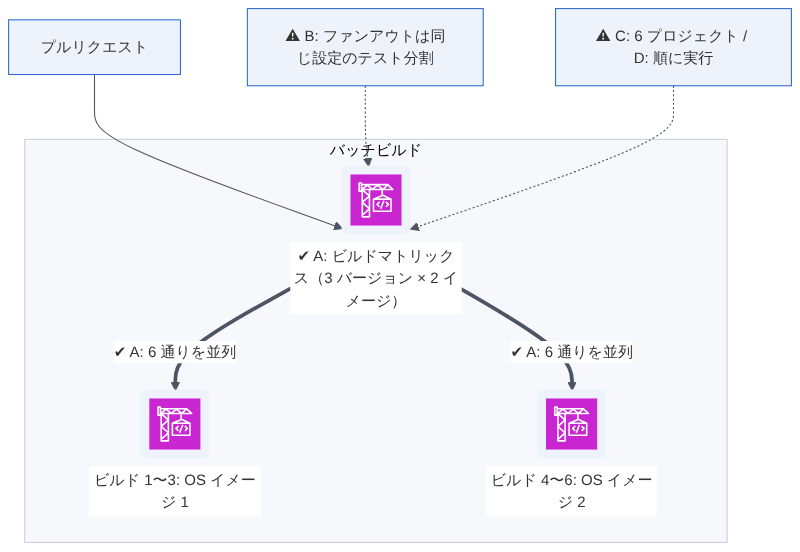 プルリクエスト
⚠ B: ファンアウトは同
じ設定のテスト分割
⚠ C: 6 プロジェクト /
D: 順に実行
バッチビルド
✔ A: ビルドマトリック
ス（3 バージョン × 2 イ
メージ）
✔ A: 6 通りを並列
✔ A: 6 通りを並列
ビルド 1〜3: OS イメー
ジ 1
ビルド 4〜6: OS イメー
ジ 2